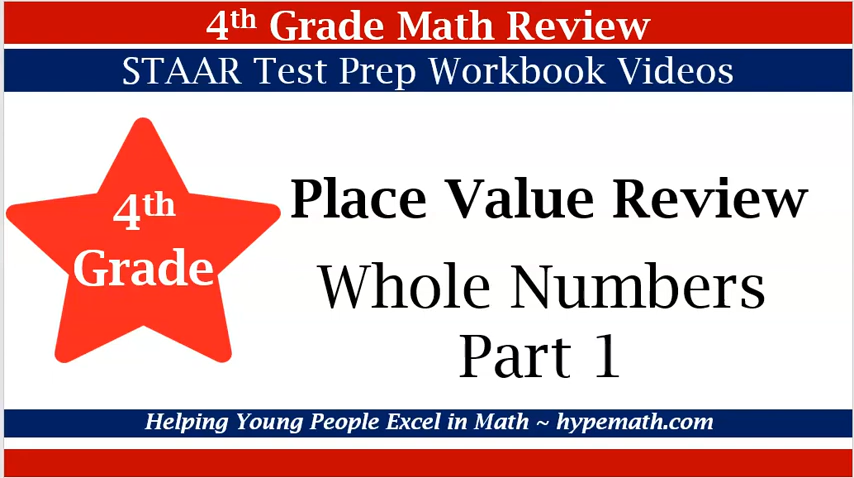 4th Grade Math Review
STAAR Test Prep Workbook Videos
4th
Grade
Place Value Review
Whole Numbers
Part 1
Helping Young People Excel in Math ~ hypemath.com